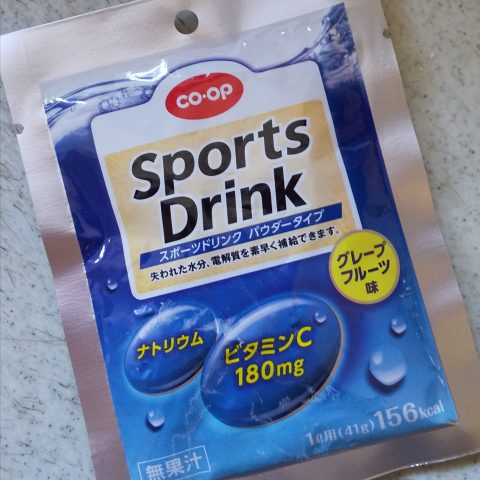 CO·OP
Sports
Drink
スポーツドリンク パウダータイプ
失われた水分、電解質を素早く補給できます。
グレープ
フルーツ
味
ナトリウム
ビタミンC
180mg
1ℓ用(41g)156kcal
無果汁